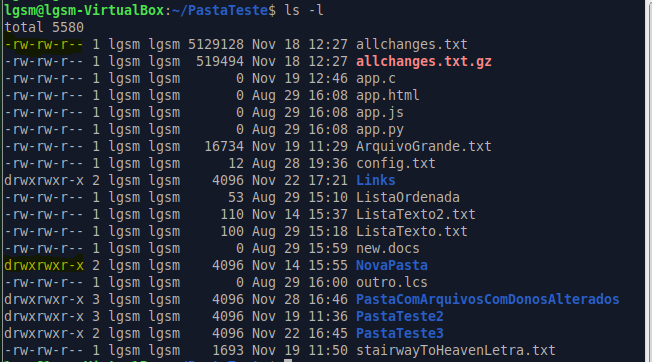 lgsm@lgsm-VirtualBox:~/PastaTeste$ ls -l
total 5580
-rw-rw-r-- 1 lgsm lgsm 5129128 Nov 18 12:27 allchanges.txt
-rw-rw-r-- 1 lgsm lgsm  519494 Nov 18 12:27 allchanges.txt.gz
-rw-rw-r-- 1 lgsm lgsm       0 Nov 19 12:46 app.c
-rw-rw-r-- 1 lgsm lgsm       0 Aug 29 16:08 app.html
-rw-rw-r-- 1 lgsm lgsm       0 Aug 29 16:08 app.js
-rw-rw-r-- 1 lgsm lgsm       0 Aug 29 16:08 app.py
-rw-rw-r-- 1 lgsm lgsm   16734 Nov 19 11:29 ArquivoGrande.txt
-rw-rw-r-- 1 lgsm lgsm      12 Aug 28 19:36 config.txt
drwxrwxr-x 2 lgsm lgsm    4096 Nov 22 17:21 Links
-rw-rw-r-- 1 lgsm lgsm      53 Aug 29 15:10 ListaOrdenada
-rw-rw-r-- 1 lgsm lgsm     110 Nov 14 15:37 ListaTexto2.txt
-rw-rw-r-- 1 lgsm lgsm     100 Aug 29 15:18 ListaTexto.txt
-rw-rw-r-- 1 lgsm lgsm       0 Aug 29 15:59 new.docs
drwxrwxr-x 2 lgsm lgsm    4096 Nov 14 15:55 NovaPasta
-rw-rw-r-- 1 lgsm lgsm       0 Aug 29 16:00 outro.lcs
drwxrwxr-x 3 lgsm lgsm    4096 Nov 28 16:46 PastaComArquivosComDonosAlterados
drwxrwxr-x 3 lgsm lgsm    4096 Nov 19 11:36 PastaTeste2
drwxrwxr-x 2 lgsm lgsm    4096 Nov 22 16:45 PastaTeste3
-rw-rw-r-- 1 lgsm lgsm    1693 Nov 19 11:50 stairwayToHeavenLetra.txt